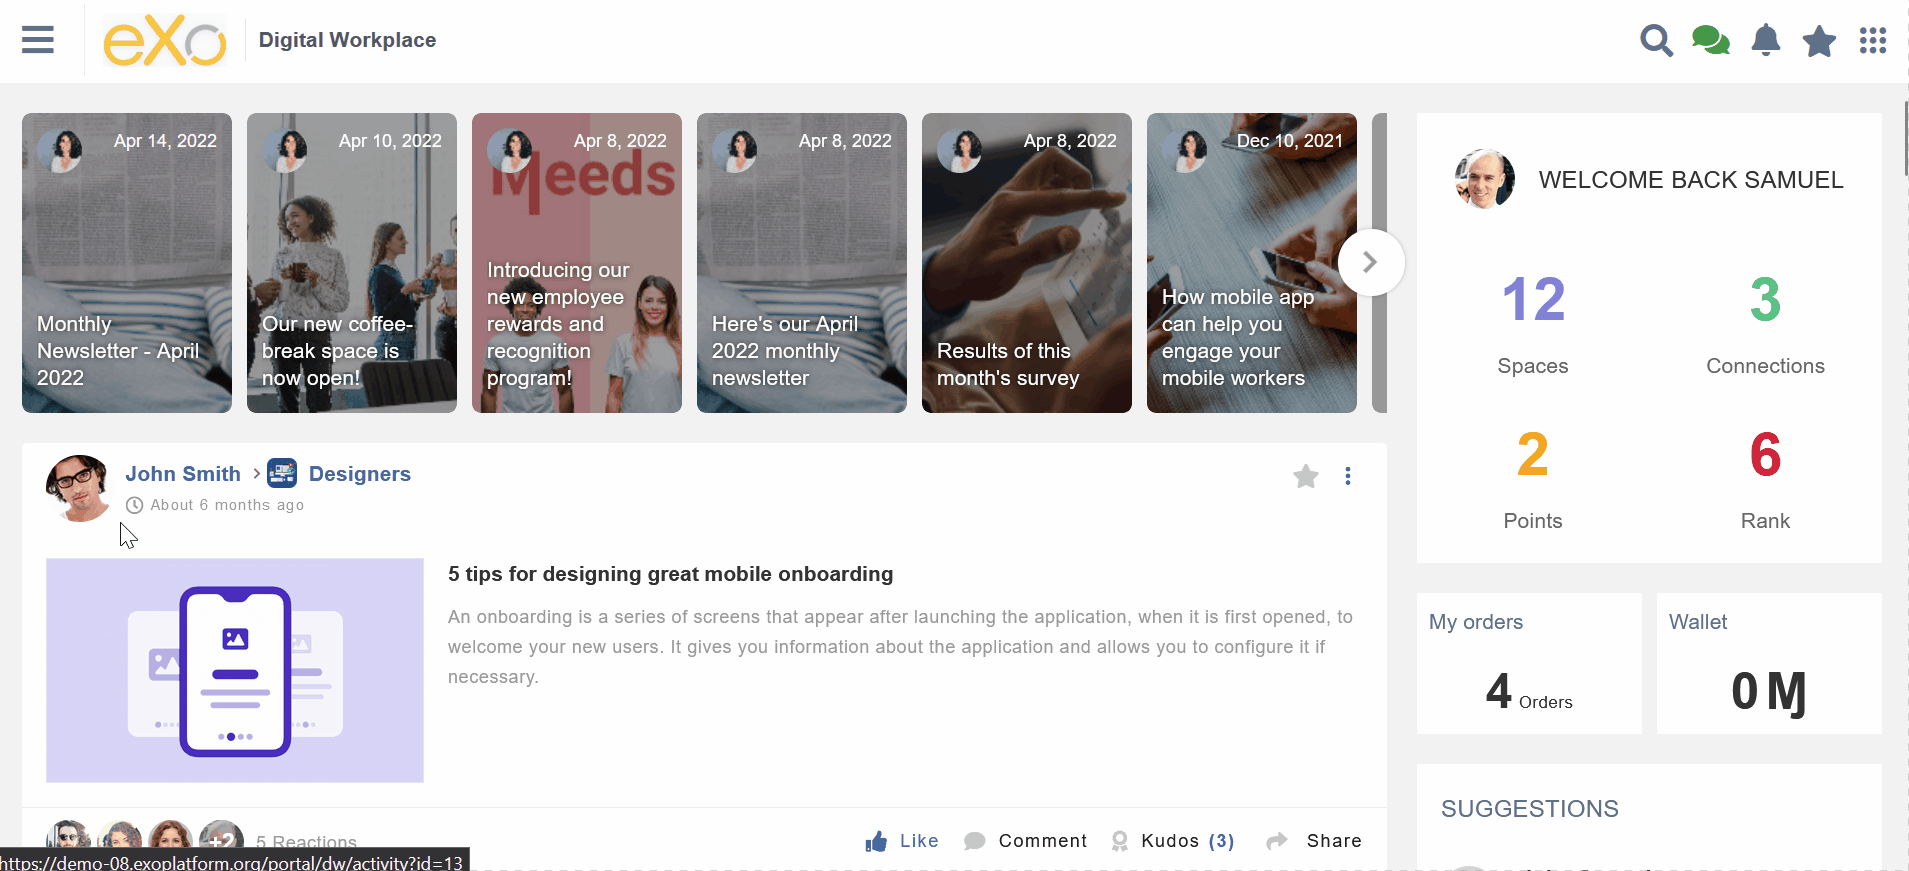 eXo
Digital Workplace
Apr 14, 2022
Monthly
Newsletter - April
2022
Apr 10, 2022
Our new coffee-
break space is
now open!
Apr 8, 2022
Meeds
Introducing our
new employee
rewards and
recognition
program!
Apr 8, 2022
Here's our April
2022 monthly
newsletter
Apr 8, 2022
Results of this
month's survey
Dec 10, 2021
How mobile app
can help you
engage your
mobile workers
WELCOME BACK SAMUEL
12
Spaces
3
Connections
2
Points
6
Rank
My orders
4 Orders
Wallet
0
SUGGESTIONS
John Smith > Designers
About 6 months ago
5 tips for designing great mobile onboarding
An onboarding is a series of screens that appear after launching the application, when it is first opened, to
welcome your new users. It gives you information about the application and allows you to configure it if
necessary.
+2
5 Reactions
Like
Comment
Kudos (3)
Share
https://demo-08.exoplatform.org/portal/dw/activity?id=13